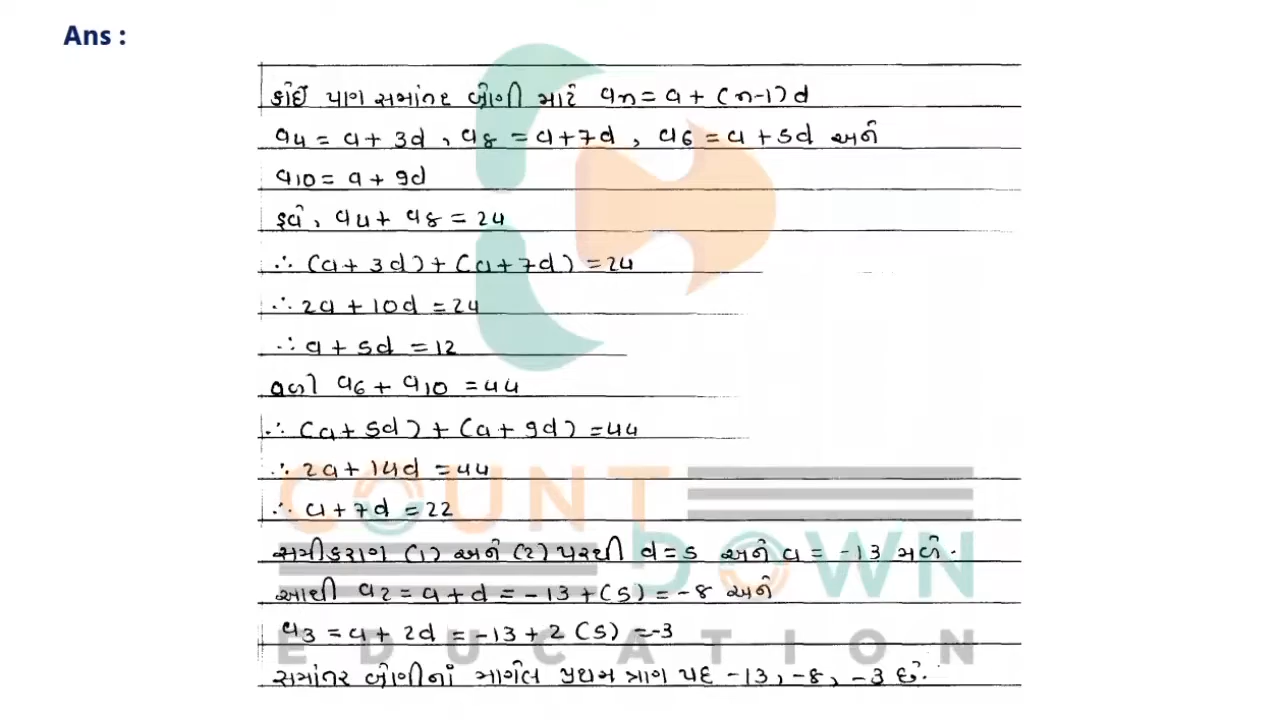 Ans :
કોઈ પણ સમાંતર શ્રેણી માટે an = a + (n-1)d
a4 = a + 3d , a8 = a + 7d , a6 = a + 5d અને
a10 = a + 9d
હવે, a4 + a8 = 24
∴ (a + 3d) + (a + 7d) = 24
∴ 2a + 10d = 24
∴ a + 5d = 12
વળી a6 + a10 = 44
∴ (a + 5d) + (a + 9d) = 44
∴ 2a + 14d = 44
∴ a + 7d = 22
સમીકરણ (1) અને (2) પરથી d = 5 અને a = -13 મળે.
આથી a2 = a + d = -13 + (5) = -8 અને
a3 = a + 2d = -13 + 2 (5) = -3
સમાંતર શ્રેણીનાં માગેલ પ્રથમ ત્રણ પદ -13, -8, -3 છે.
COUNT
DOWN
EDUCATION